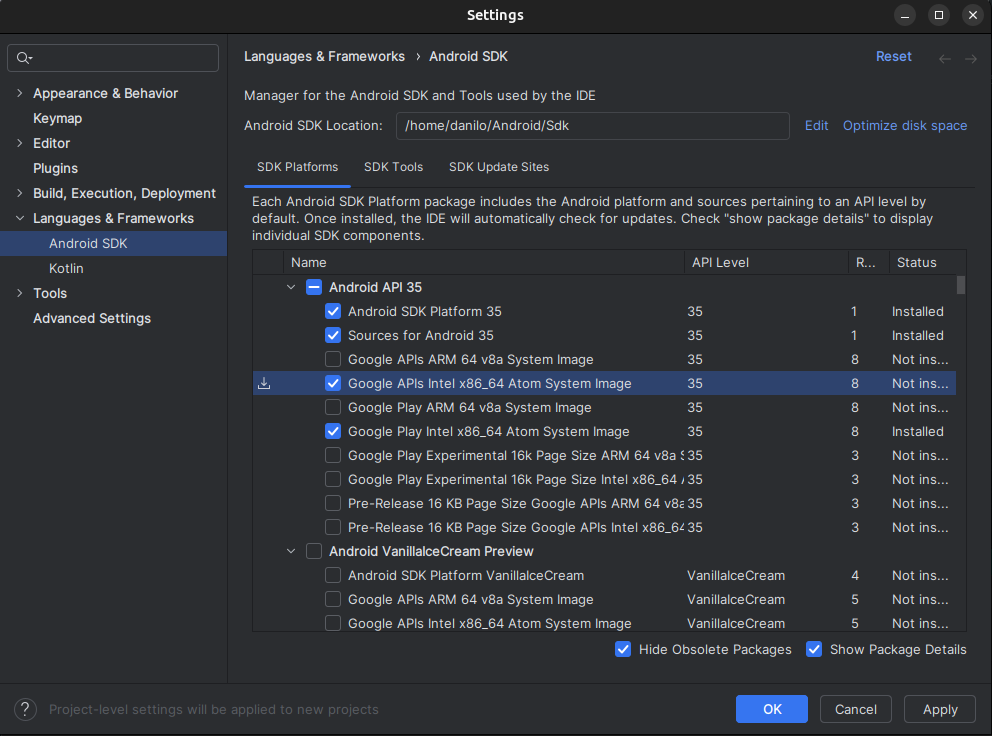 Settings
Languages & Frameworks › Android SDK
Reset
Appearance & Behavior
Keymap
Editor
Plugins
Build, Execution, Deployment
Languages & Frameworks
Android SDK
Kotlin
Tools
Advanced Settings
Manager for the Android SDK and Tools used by the IDE
Android SDK Location: /home/danilo/Android/Sdk Edit Optimize disk space
SDK Platforms SDK Tools SDK Update Sites
Each Android SDK Platform package includes the Android platform and sources pertaining to an API level by
default. Once installed, the IDE will automatically check for updates. Check "show package details" to display
individual SDK components.
Name API Level R... Status
Android API 35
Android SDK Platform 35 35 1 Installed
Sources for Android 35 35 1 Installed
Google APIs ARM 64 v8a System Image 35 8 Not ins...
Google APIs Intel x86_64 Atom System Image 35 8 Not ins...
Google Play ARM 64 v8a System Image 35 8 Not ins...
Google Play Intel x86_64 Atom System Image 35 8 Installed
Google Play Experimental 16k Page Size ARM 64 v8a 35 3 Not ins...
Google Play Experimental 16k Page Size Intel x86_64 35 3 Not ins...
Pre-Release 16 KB Page Size Google APIs ARM 64 v8a 35 3 Not ins...
Pre-Release 16 KB Page Size Google APIs Intel x86_64 35 3 Not ins...
Android VanillaIceCream Preview
Android SDK Platform VanillaIceCream VanillaIceCream 4 Not ins...
Google APIs ARM 64 v8a System Image VanillaIceCream 5 Not ins...
Google APIs Intel x86_64 Atom System Image VanillaIceCream 5 Not ins...
Hide Obsolete Packages Show Package Details
? Project-level settings will be applied to new projects
OK Cancel Apply